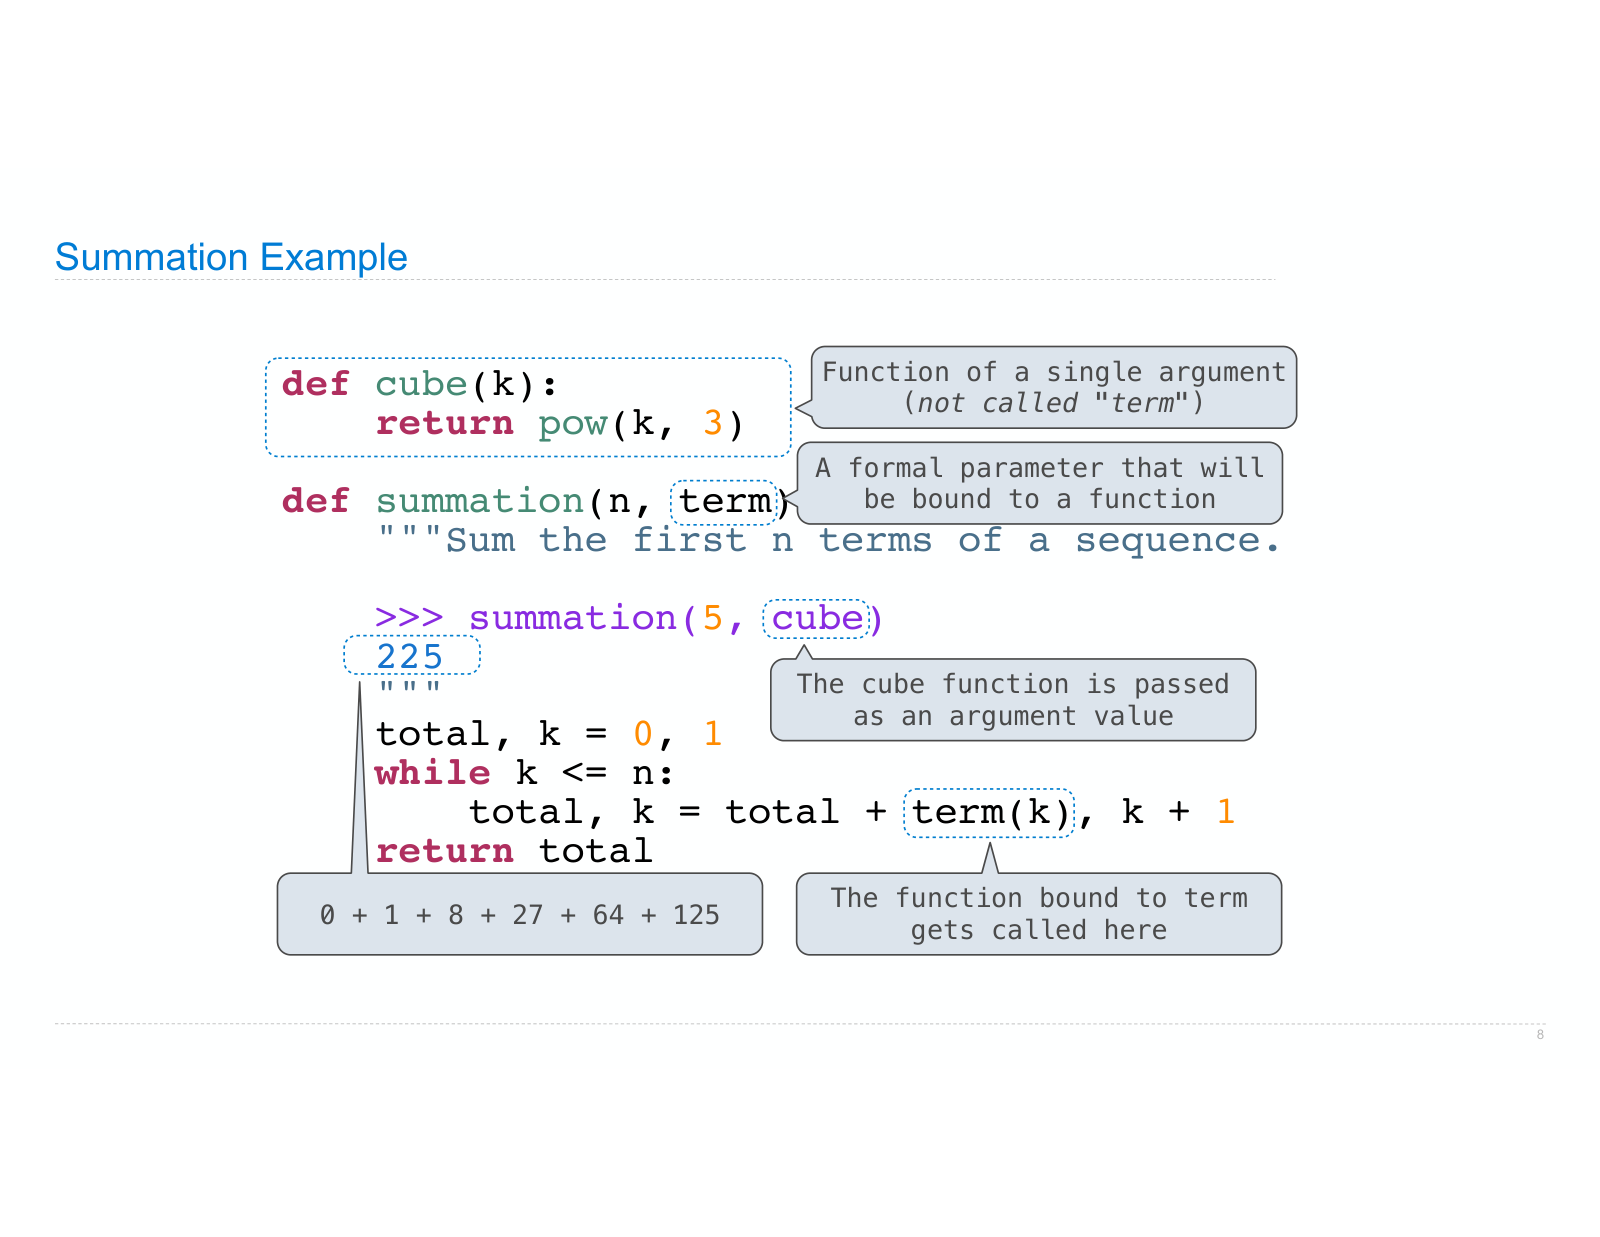 Summation Example
def cube(k):
return pow(k, 3)
Function of a single argument
(not called "term")
A formal parameter that will
be bound to a function
def summation(n, term)
"""Sum the first n terms of a sequence.
>>> summation(5, cube)
225
"""
The cube function is passed
as an argument value
total, k = 0, 1
while k <= n:
total, k = total + term(k), k + 1
return total
0 + 1 + 8 + 27 + 64 + 125
The function bound to term
gets called here
8